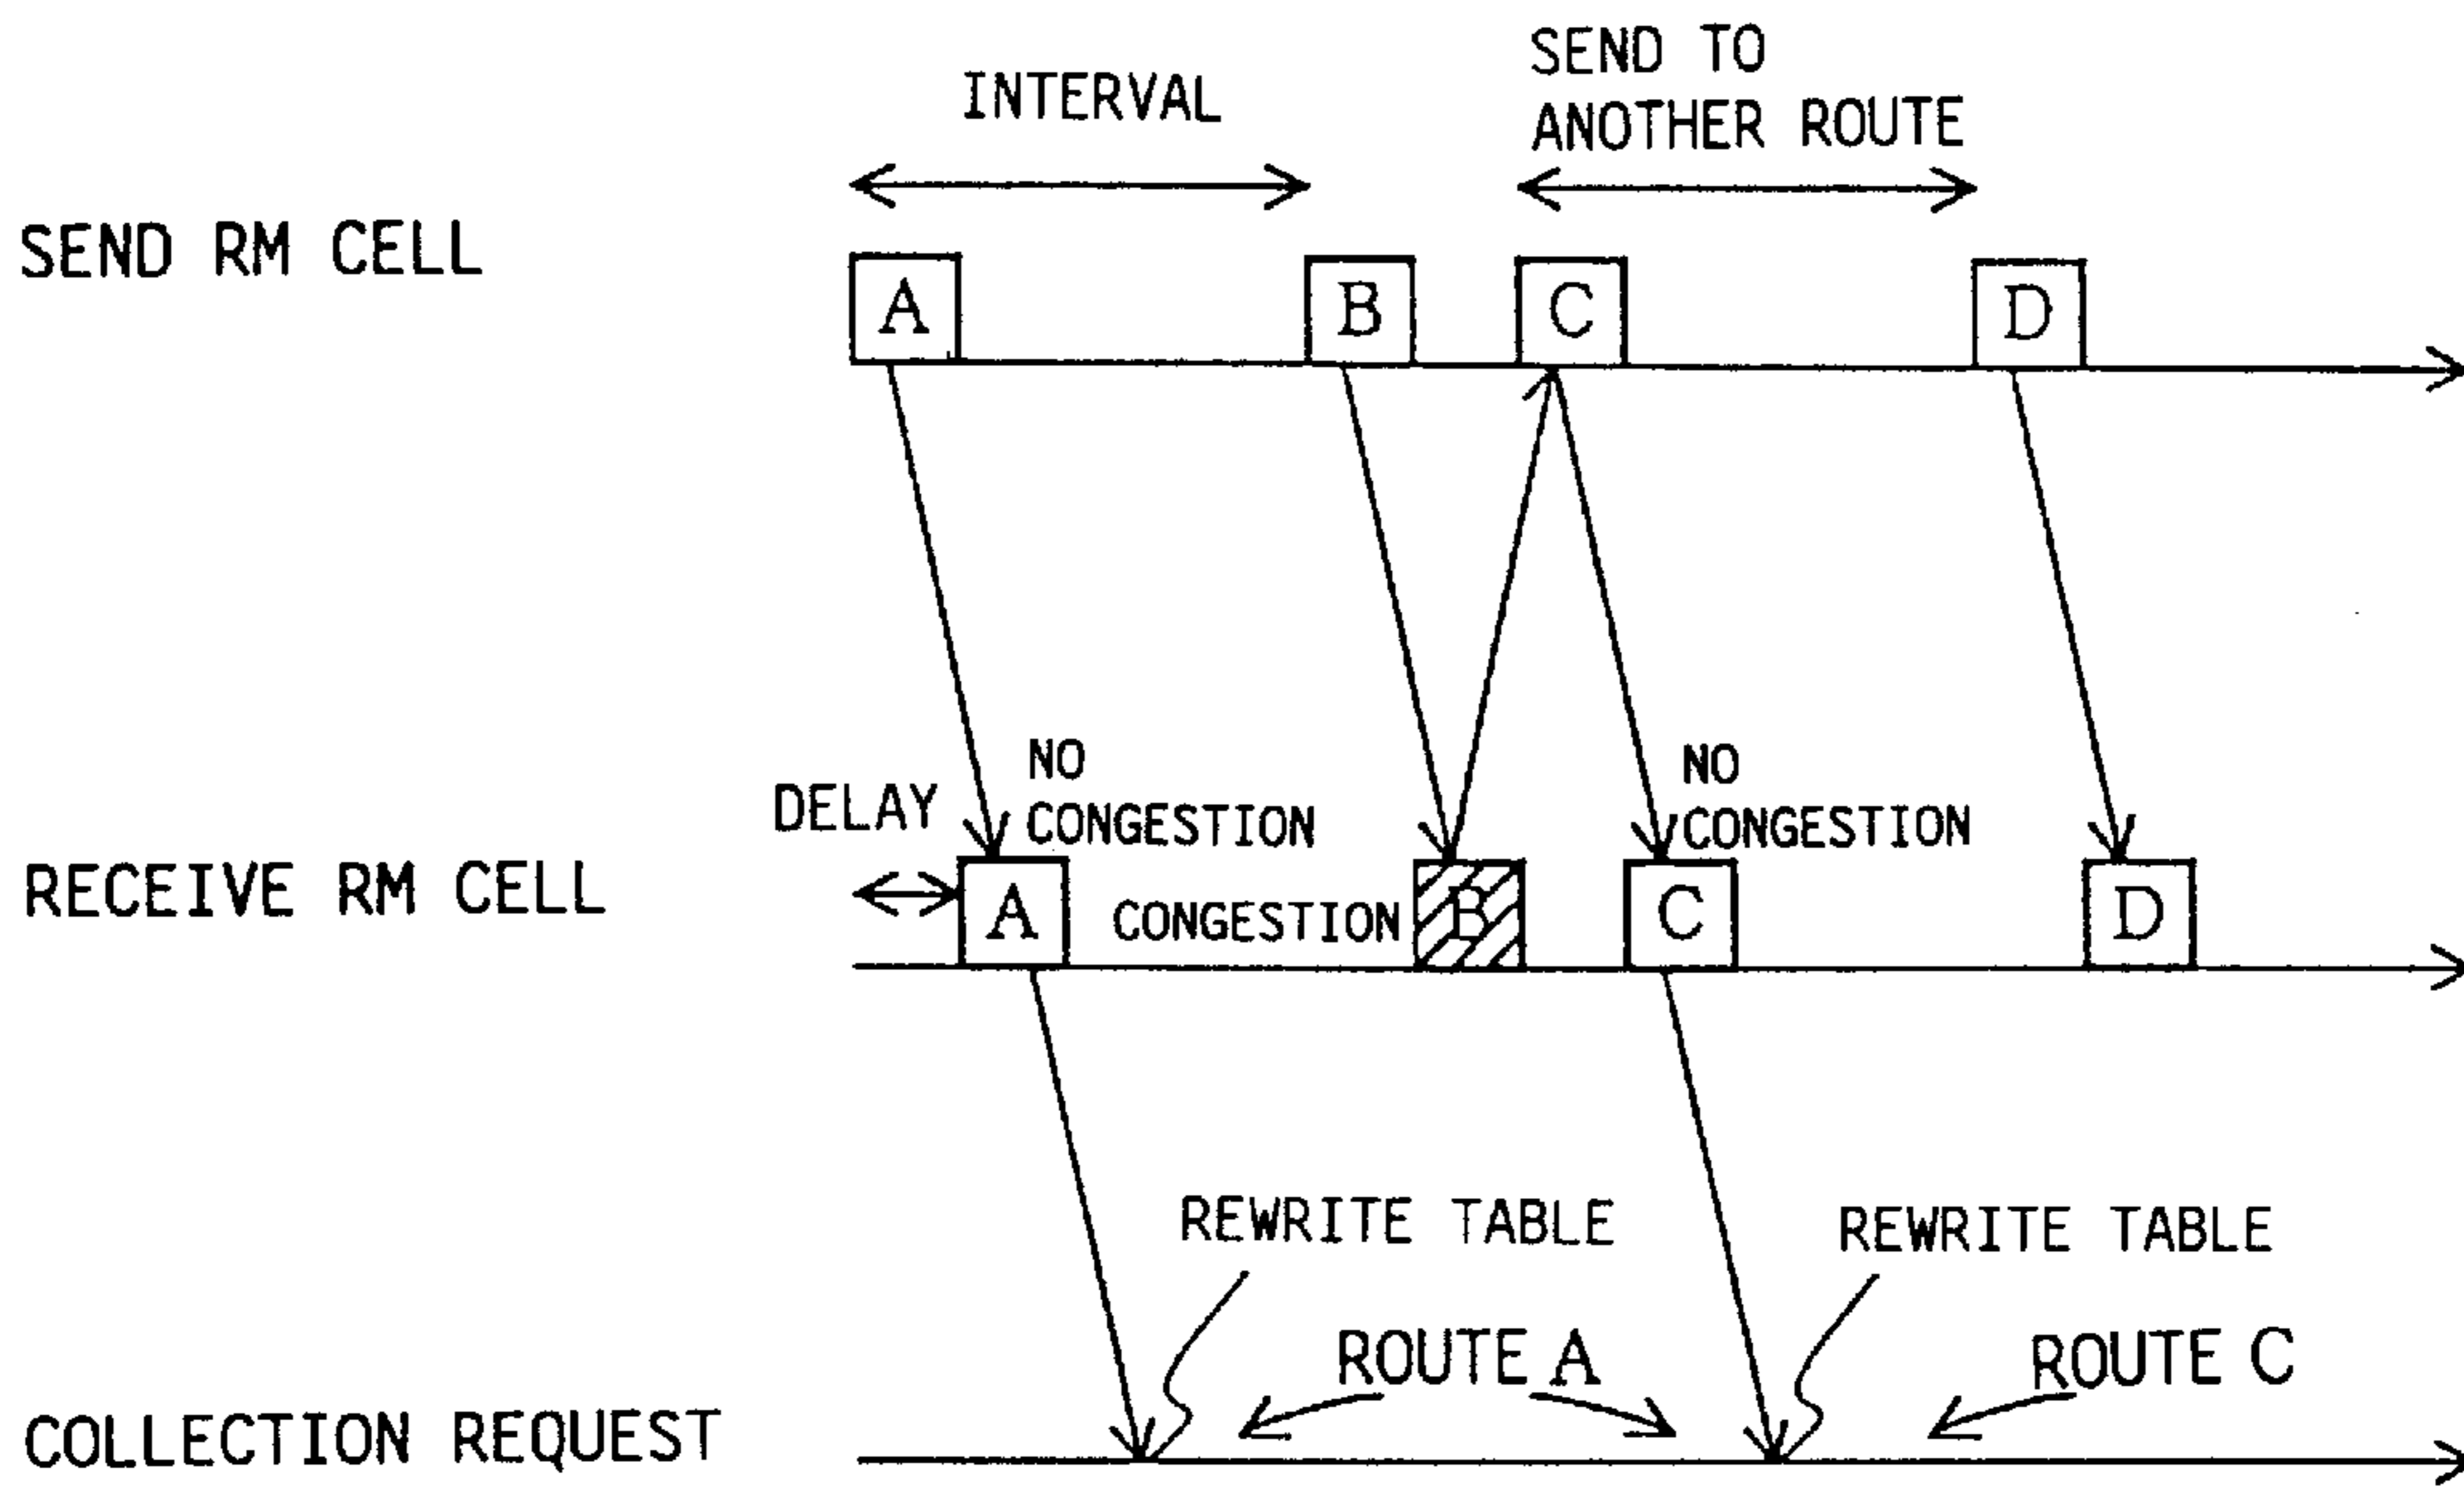 SEND TO
INTERVAL
ANOTHER ROUTE
SEND RM CELL
A
B
C
D
NO
NO
DELAY
CONGESTION
CONGESTION
RECEIVE RM CELL
A
CONGESTION
B
C
D
REWRITE TABLE
REWRITE TABLE
ROUTE A
ROUTE C
COLLECTION REQUEST